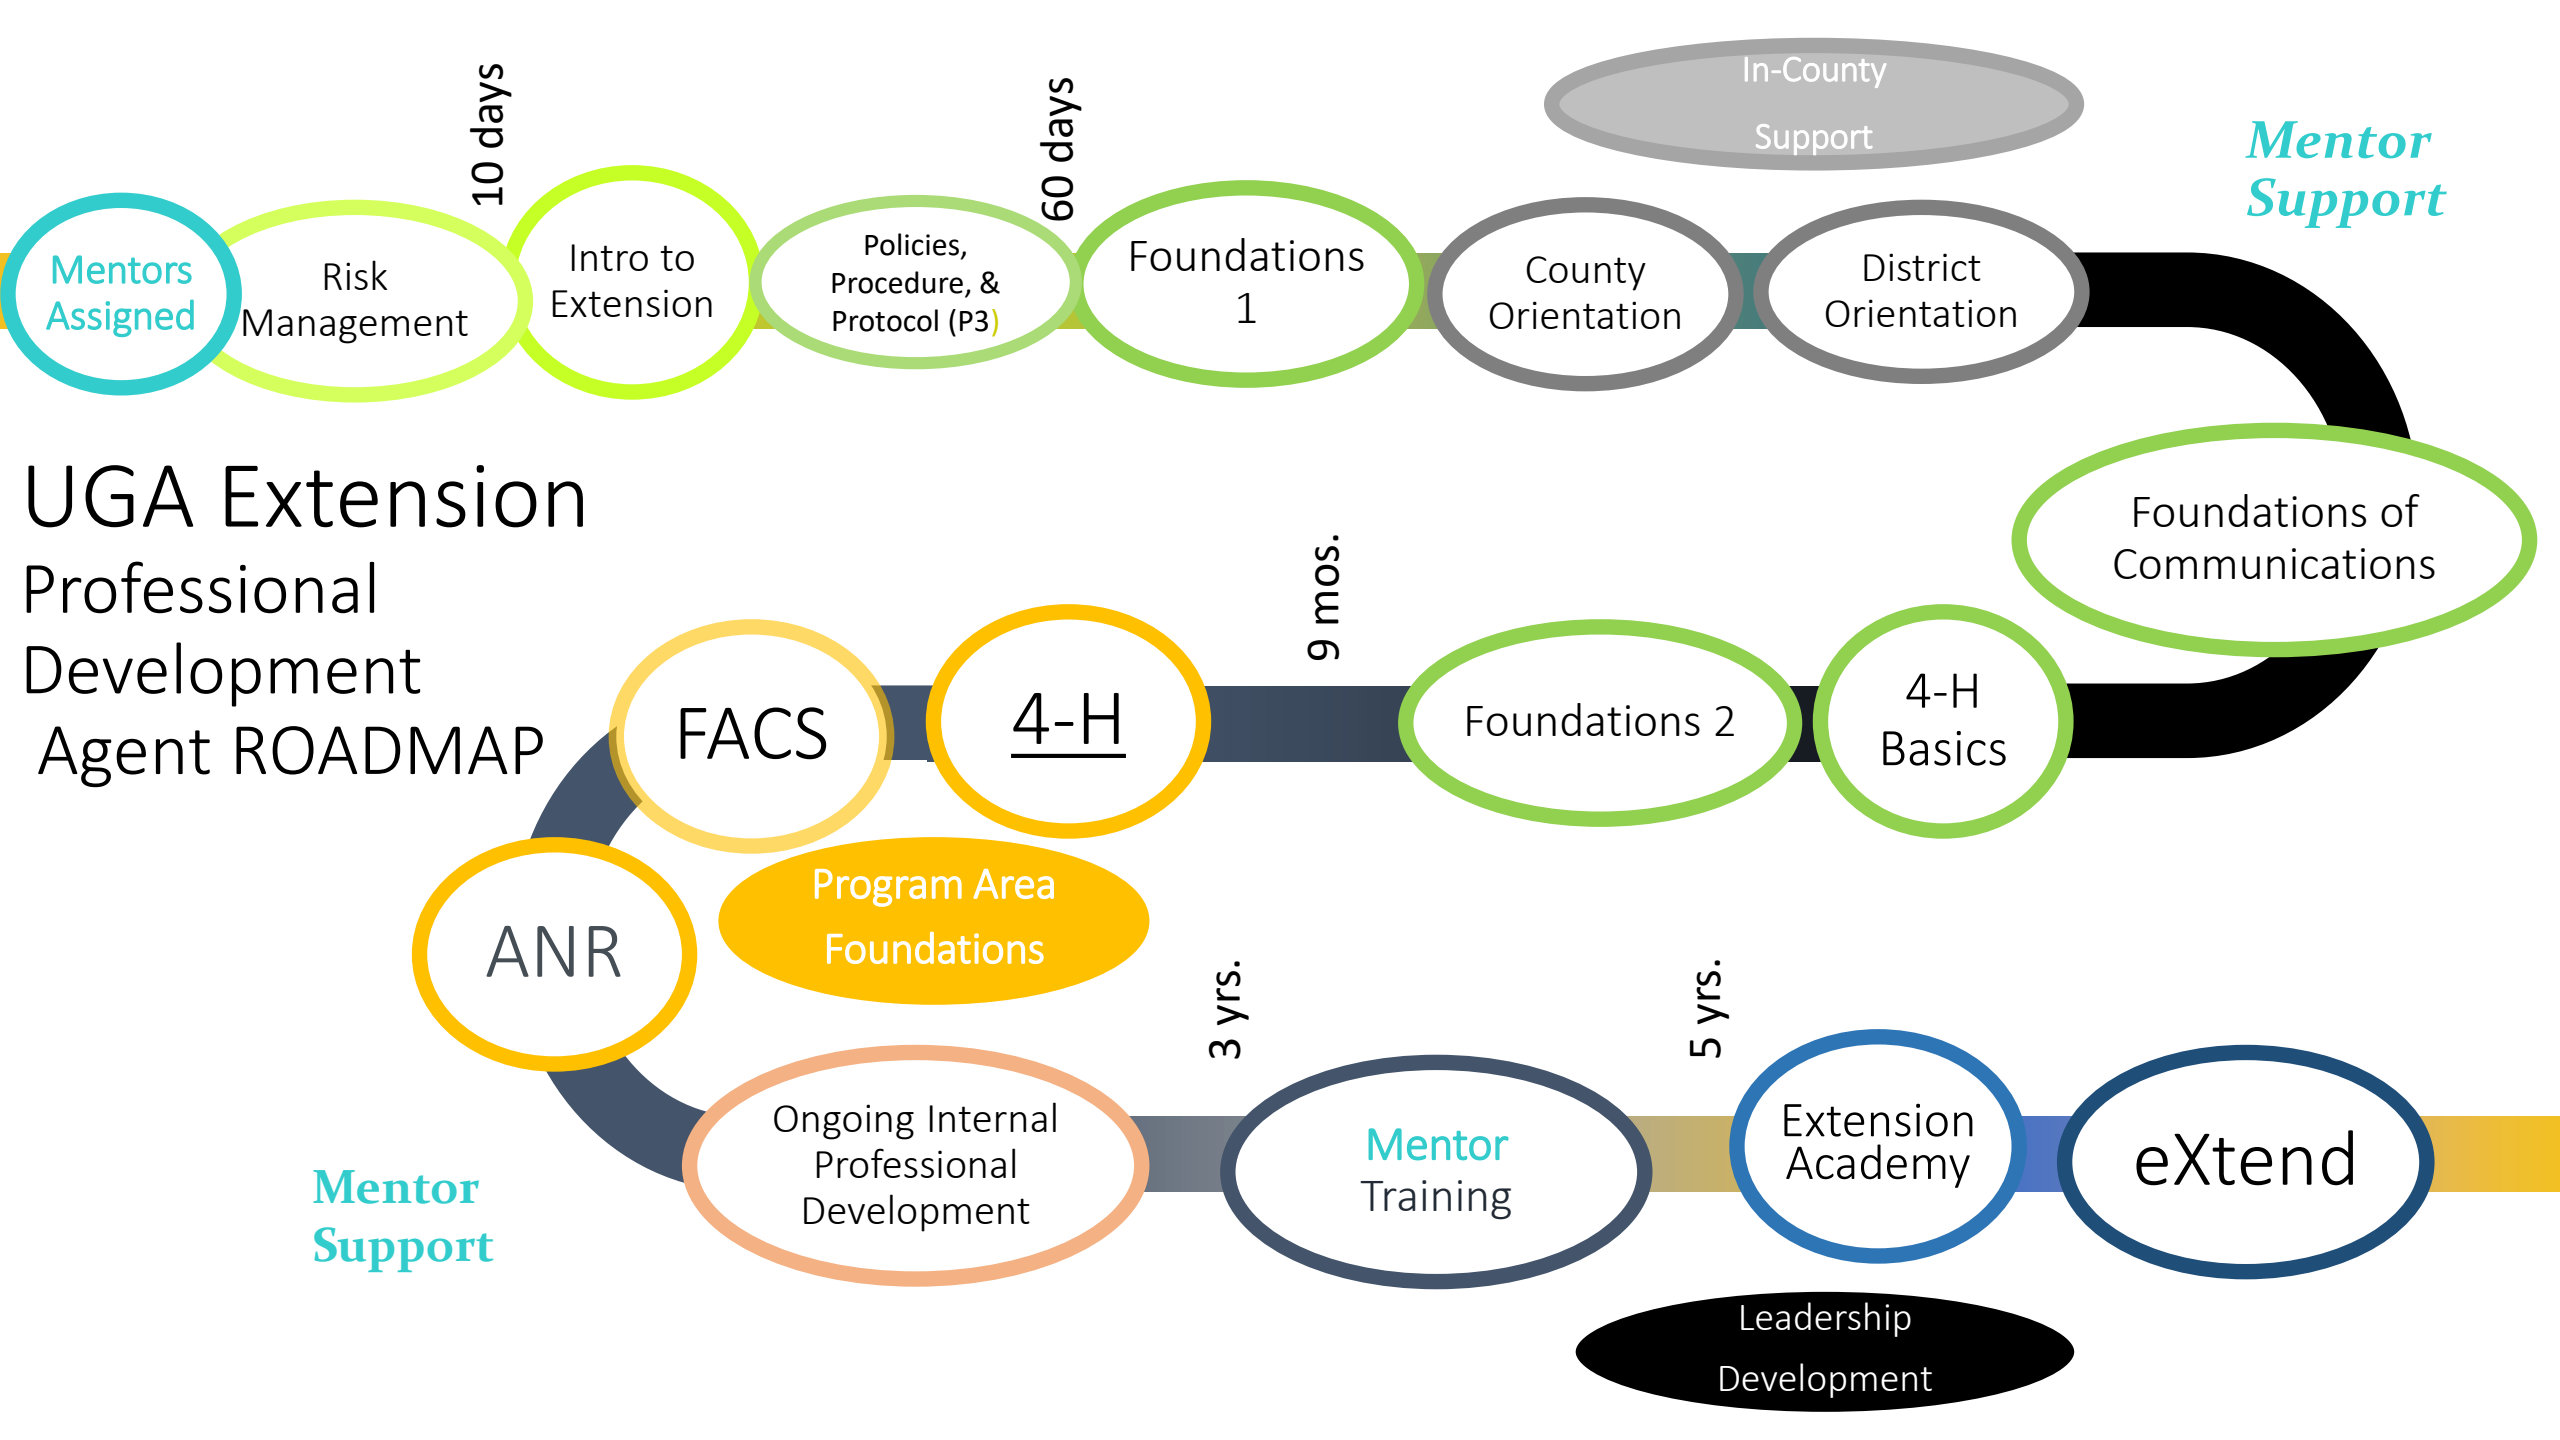 10 days
60 days
In-County
Support
Mentor
Support
Mentors
Assigned
Risk
Management
Intro to
Extension
Policies,
Procedure, &
Protocol (P3)
Foundations
1
County
Orientation
District
Orientation
UGA Extension
Professional
Development
Agent ROADMAP
Foundations of
Communications
4-H
Basics
Foundations 2
9 mos.
4-H
FACS
Program Area
Foundations
ANR
Mentor
Support
Ongoing Internal
Professional
Development
3 yrs.
Mentor
Training
5 yrs.
Extension
Academy
eXtend
Leadership
Development